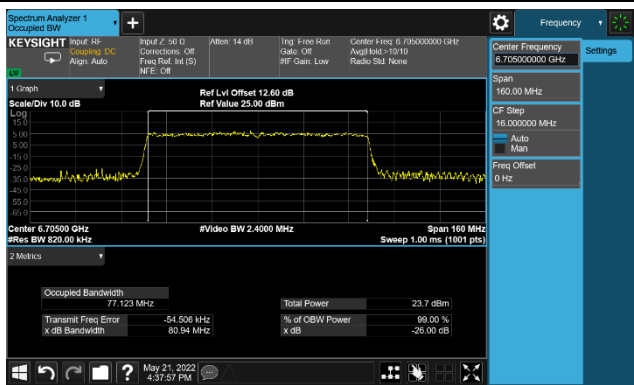 Spectrum Analyzer 1
Occupied BW
Frequency
KEYSIGHT Input: RF
Coupling: DC
Align: Auto
Input Z: 50 Ω
Corrections: Off
Freq Ref: Int (S)
NFE: Off
Atten: 14 dB
Trig: Free Run
Gate: Off
#IF Gain: Low
Center Freq: 6.705000000 GHz
Avg|Hold:>10/10
Radio Std: None
Center Frequency
6.705000000 GHz
Settings
Span
160.00 MHz
CF Step
16.000000 MHz
Auto
Man
Freq Offset
0 Hz
1 Graph
Scale/Div 10.0 dB
Ref Lvl Offset 12.60 dB
Ref Value 25.00 dBm
Log
15.0
5.00
-5.00
-15.0
-25.0
-35.0
-45.0
-55.0
-65.0
Center 6.70500 GHz
#Video BW 2.4000 MHz
Span 160 MHz
#Res BW 820.00 kHz
Sweep 1.00 ms (1001 pts)
2 Metrics
Occupied Bandwidth
77.123 MHz
Total Power 23.7 dBm
Transmit Freq Error -54.506 kHz
% of OBW Power 99.00 %
x dB Bandwidth 80.94 MHz
x dB -26.00 dB
?
May 21, 2022
4:37:57 PM